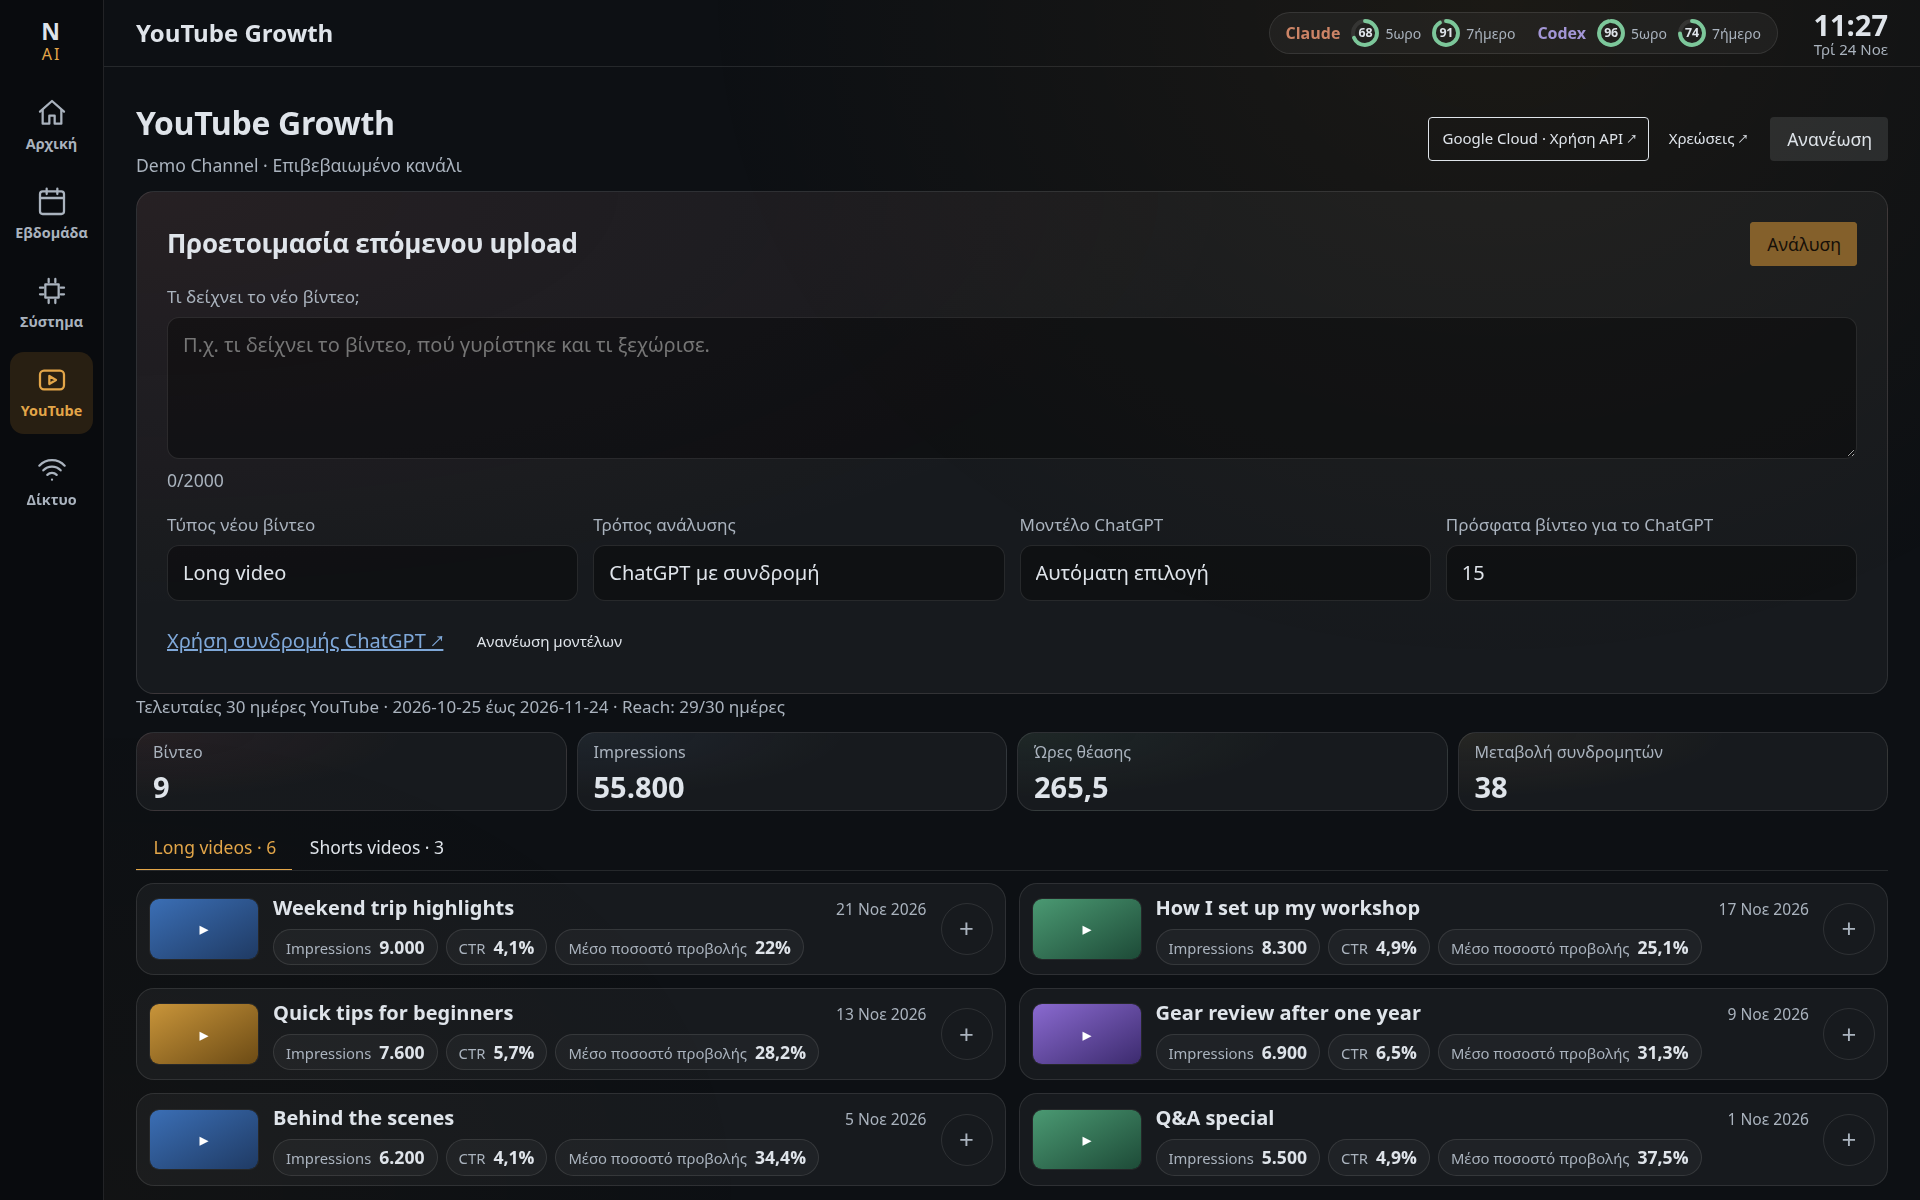 N
AI
Αρχική
Εβδομάδα
Σύστημα
YouTube
Δίκτυο
YouTube Growth
Claude 68 5ωρο 91 7ήμερο Codex 96 5ωρο 74 7ήμερο
11:27
Τρί 24 Νοε
YouTube Growth
Demo Channel · Επιβεβαιωμένο κανάλι
Google Cloud · Χρήση API ↗ Χρεώσεις ↗ Ανανέωση
Προετοιμασία επόμενου upload
Ανάλυση
Τι δείχνει το νέο βίντεο;
Π.χ. τι δείχνει το βίντεο, πού γυρίστηκε και τι ξεχώρισε.
0/2000
Τύπος νέου βίντεο
Long video
Τρόπος ανάλυσης
ChatGPT με συνδρομή
Μοντέλο ChatGPT
Αυτόματη επιλογή
Πρόσφατα βίντεο για το ChatGPT
15
Χρήση συνδρομής ChatGPT ↗ Ανανέωση μοντέλων
Τελευταίες 30 ημέρες YouTube · 2026-10-25 έως 2026-11-24 · Reach: 29/30 ημέρες
Βίντεο
9
Impressions
55.800
Ώρες θέασης
265,5
Μεταβολή συνδρομητών
38
Long videos · 6 Shorts videos · 3
Weekend trip highlights 21 Νοε 2026
Impressions 9.000 CTR 4,1% Μέσο ποσοστό προβολής 22%
+
How I set up my workshop 17 Νοε 2026
Impressions 8.300 CTR 4,9% Μέσο ποσοστό προβολής 25,1%
+
Quick tips for beginners 13 Νοε 2026
Impressions 7.600 CTR 5,7% Μέσο ποσοστό προβολής 28,2%
+
Gear review after one year 9 Νοε 2026
Impressions 6.900 CTR 6,5% Μέσο ποσοστό προβολής 31,3%
+
Behind the scenes 5 Νοε 2026
Impressions 6.200 CTR 4,1% Μέσο ποσοστό προβολής 34,4%
+
Q&A special 1 Νοε 2026
Impressions 5.500 CTR 4,9% Μέσο ποσοστό προβολής 37,5%
+